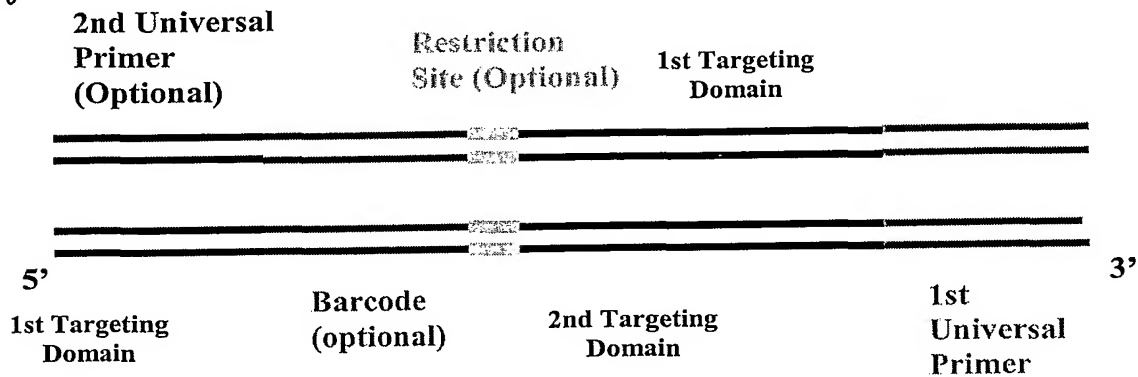 2nd Universal
Primer
(Optional)
Restriction
Site (Optional)
1st Targeting
Domain
5’
3’
1st Targeting
Domain
Barcode
(optional)
2nd Targeting
Domain
1st
Universal
Primer